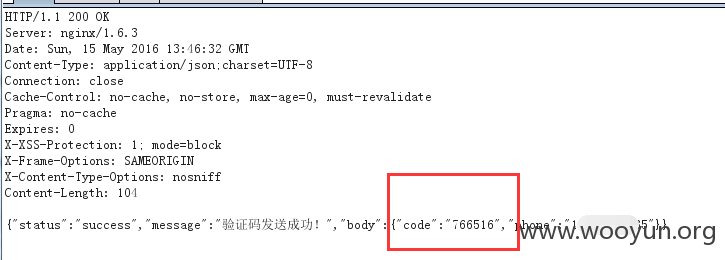 HTTP/1.1 200 OK
Server: nginx/1.6.3
Date: Sun, 15 May 2016 13:46:32 GMT
Content-Type: application/json;charset=UTF-8
Connection: close
Cache-Control: no-cache, no-store, max-age=0, must-revalidate
Pragma: no-cache
Expires: 0
X-XSS-Protection: 1; mode=block
X-Frame-Options: SAMEORIGIN
X-Content-Type-Options: nosniff
Content-Length: 104
{"status":"success","message":"验证码发送成功！","body":{"code":"766516","phone":"1 35"}}
www.wooyun.org